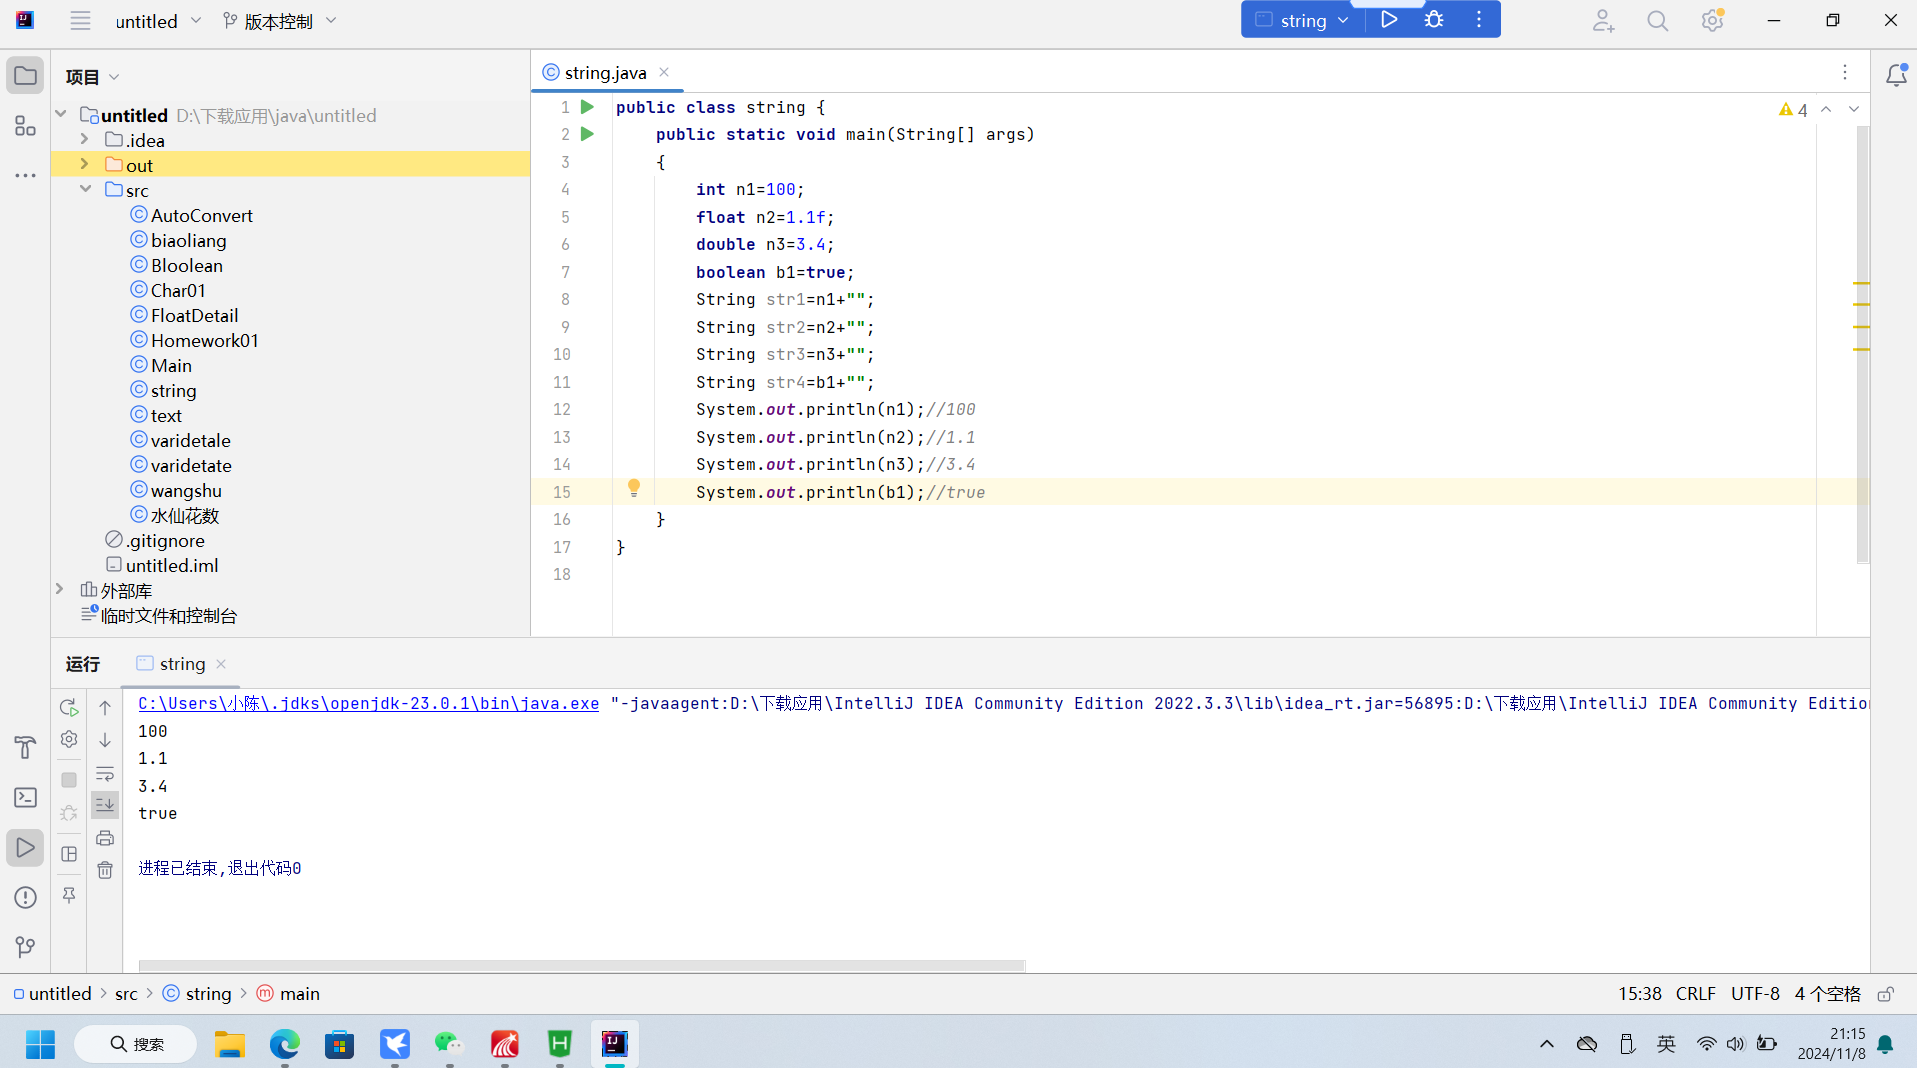 untitled
版本控制
string
项目
string.java
untitled D:\下载应用\java\untitled
.idea
out
src
AutoConvert
biaoliang
Bloolean
Char01
FloatDetail
Homework01
Main
string
text
varidetale
varidetate
wangshu
水仙花数
.gitignore
untitled.iml
外部库
临时文件和控制台
4
1 public class string {
2 public static void main(String[] args)
3 {
4 int n1=100;
5 float n2=1.1f;
6 double n3=3.4;
7 boolean b1=true;
8 String str1=n1+"";
9 String str2=n2+"";
10 String str3=n3+"";
11 String str4=b1+"";
12 System.out.println(n1);//100
13 System.out.println(n2);//1.1
14 System.out.println(n3);//3.4
15 System.out.println(b1);//true
16 }
17 }
18
运行 string
C:\Users\小陈\.jdks\openjdk-23.0.1\bin\java.exe "-javaagent:D:\下载应用\IntelliJ IDEA Community Edition 2022.3.3\lib\idea_rt.jar=56895:D:\下载应用\IntelliJ IDEA Community Edition
100
1.1
3.4
true
进程已结束,退出代码0
untitled > src > string > main
15:38 CRLF UTF-8 4 个空格
搜索
英
21:15
2024/11/8